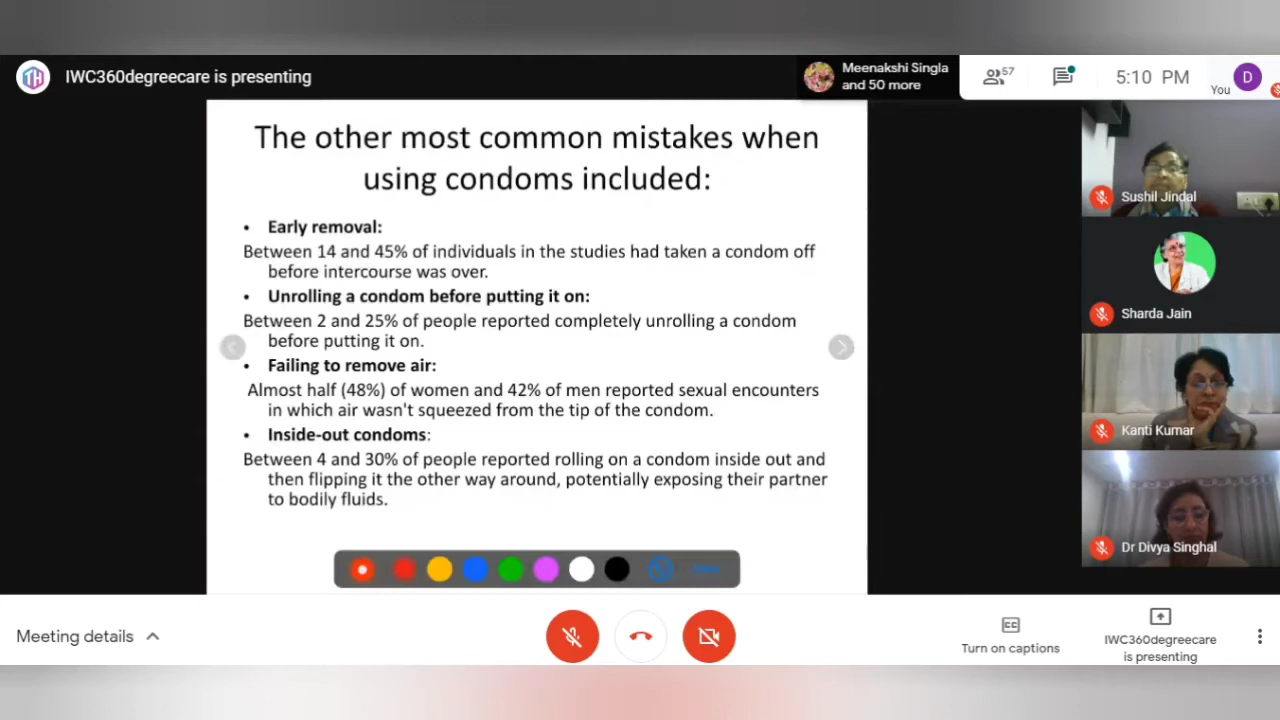 TH
IWC360degreecare is presenting
Meenakshi Singla
and 50 more
57
5:10 PM
You
D
The other most common mistakes when
using condoms included:
• Early removal:
Between 14 and 45% of individuals in the studies had taken a condom off
before intercourse was over.
• Unrolling a condom before putting it on:
Between 2 and 25% of people reported completely unrolling a condom
before putting it on.
• Failing to remove air:
Almost half (48%) of women and 42% of men reported sexual encounters
in which air wasn't squeezed from the tip of the condom.
• Inside-out condoms:
Between 4 and 30% of people reported rolling on a condom inside out and
then flipping it the other way around, potentially exposing their partner
to bodily fluids.
Sushil Jindal
Sharda Jain
Kanti Kumar
Dr Divya Singhal
Meeting details
CC
Turn on captions
IWC360degreecare
is presenting